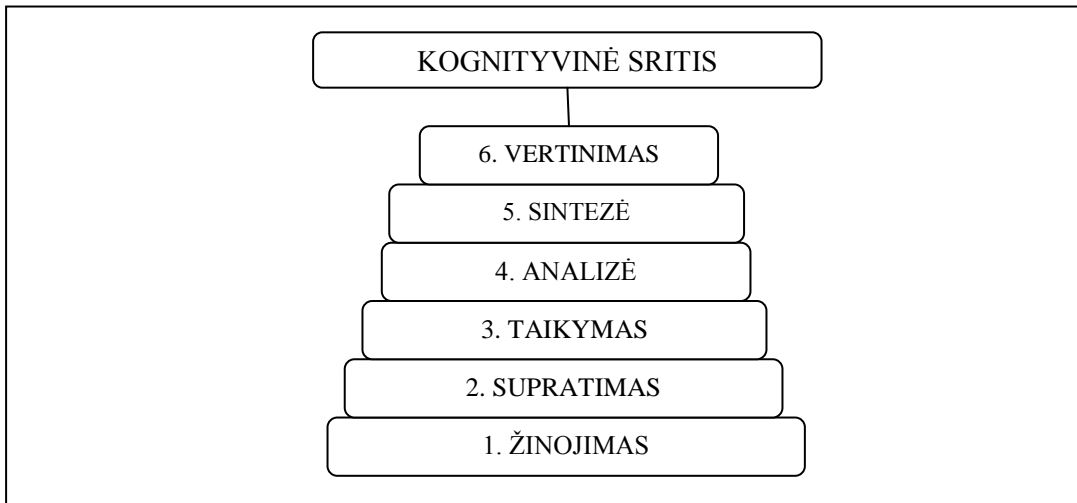 KOGNITYVINĖ SRITIS
6. VERTINIMAS
5. SINTEZĖ
4. ANALIZĖ
3. TAIKYMAS
2. SUPRATIMAS
1. ŽINOJIMAS